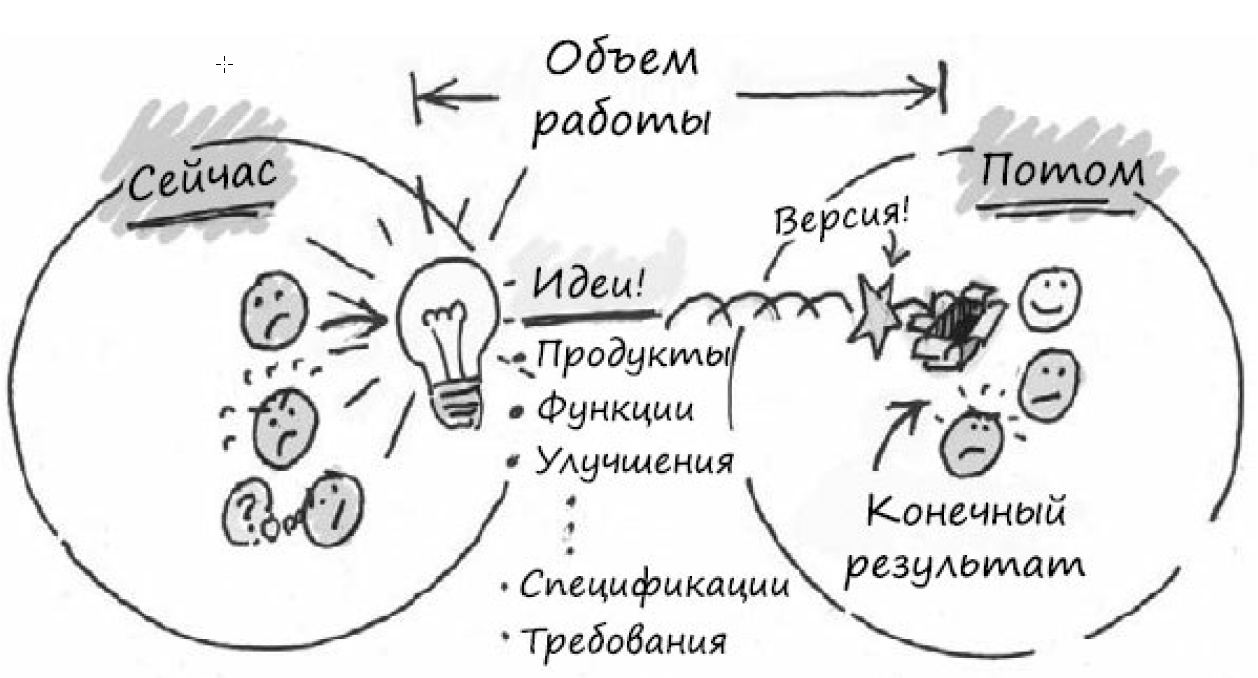 Объем
работы
Сейчас
Потом
Версия!
Идеи!
• Продукты
• Функции
• Улучшения
• Спецификации
• Требования
?
Конечный
результат